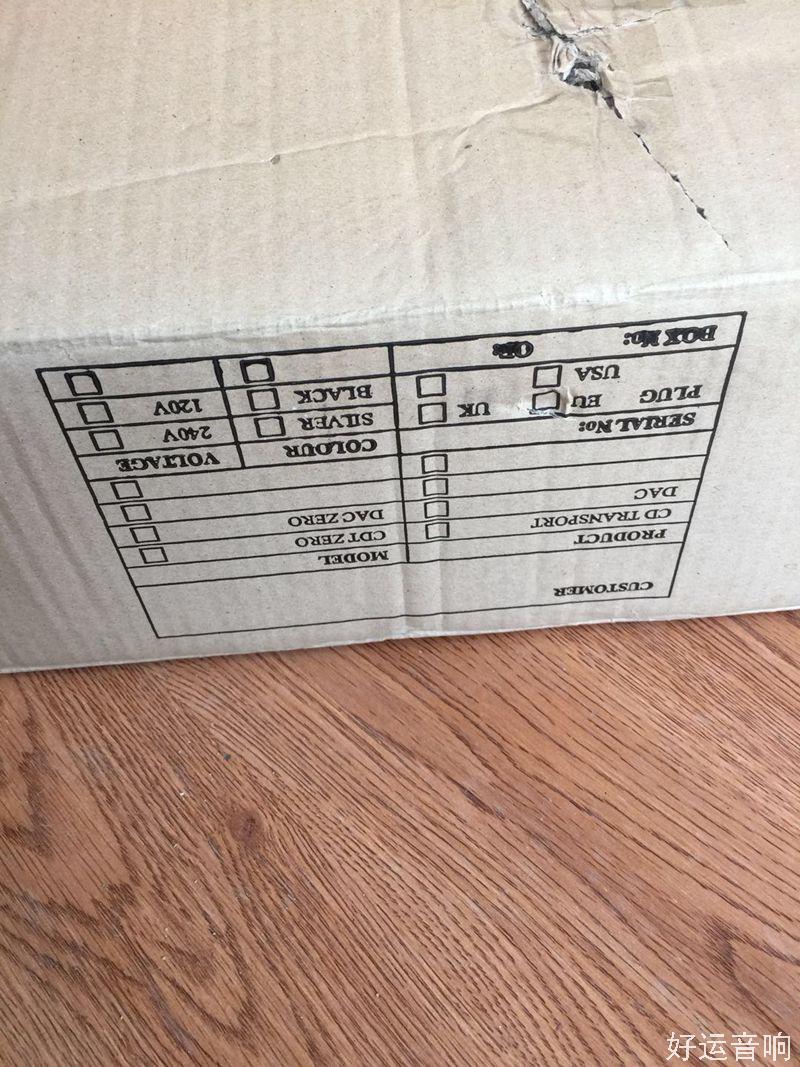 CUSTOMER
PRODUCT MODEL
CD TRANSPORT CDT ZERO
DAC DAC ZERO
SERIAL No: COLOUR VOLTAGE
PLUG EU UK SILVER 240V
USA BLACK 120V
BOX No: OF:
好运音响